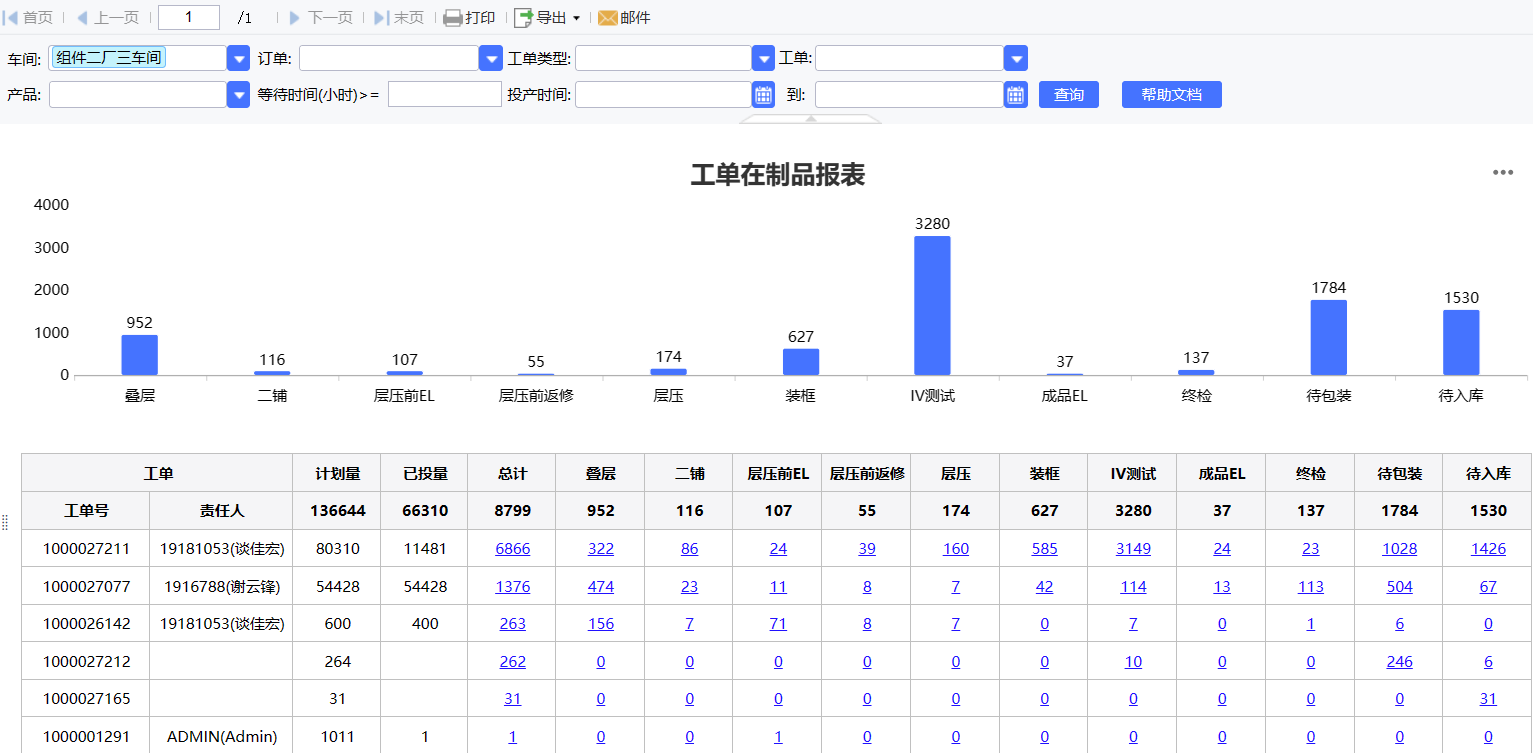 首页 上一页 1 /1 下一页 末页 打印 导出 邮件
车间: 组件二厂三车间 订单: 工单类型: 工单:
产品: 等待时间(小时)>= 投产时间: 到: 查询 帮助文档
工单在制品报表
4000
3000
2000
1000
0
952 116 107 55 174 627 3280 37 137 1784 1530
叠层 二铺 层压前EL 层压前返修 层压 装框 IV测试 成品EL 终检 待包装 待入库
工单 计划量 已投量 总计 叠层 二铺 层压前EL 层压前返修 层压 装框 IV测试 成品EL 终检 待包装 待入库
工单号 责任人 136644 66310 8799 952 116 107 55 174 627 3280 37 137 1784 1530
1000027211 19181053(谈佳宏) 80310 11481 6866 322 86 24 39 160 585 3149 24 23 1028 1426
1000027077 1916788(谢云锋) 54428 54428 1376 474 23 11 8 7 42 114 13 113 504 67
1000026142 19181053(谈佳宏) 600 400 263 156 7 71 8 7 0 7 0 1 6 0
1000027212 264 262 0 0 0 0 0 0 10 0 0 246 6
1000027165 31 31 0 0 0 0 0 0 0 0 0 0 31
1000001291 ADMIN(Admin) 1011 1 1 0 0 1 0 0 0 0 0 0 0 0